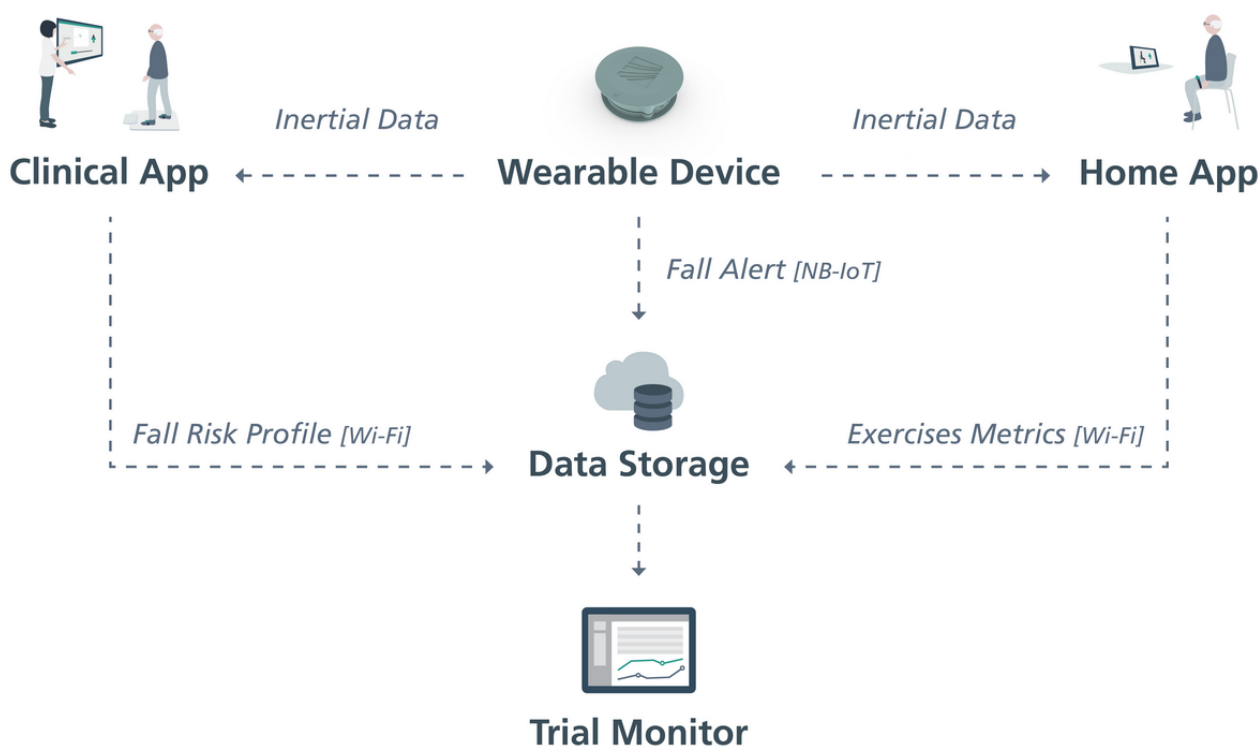 Inertial Data
Inertial Data
Clinical App
Wearable Device
Home App
Fall Alert [NB-IoT]
Fall Risk Profile [Wi-Fi]
Exercises Metrics [Wi-Fi]
Data Storage
Trial Monitor